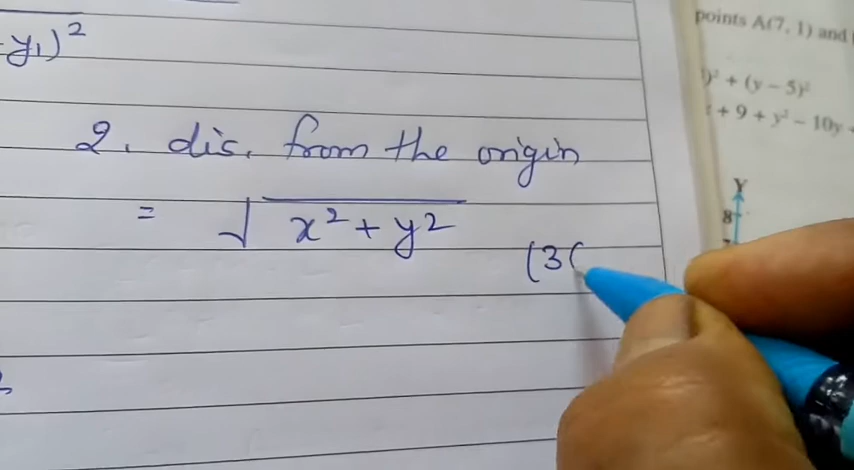 -y₁)²
2. dis. from the origin
= √x² + y²
(3(
points A(7, 1) and
)² + (y – 5)²
+ 9 + y² – 10y
Y
8